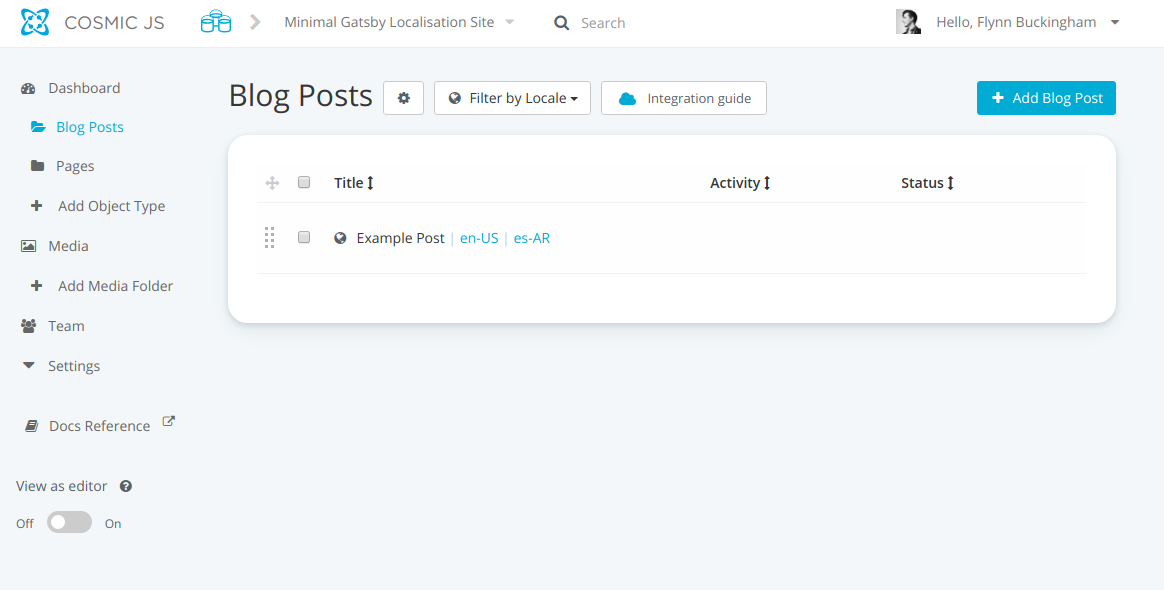 COSMIC JS
Minimal Gatsby Localisation Site
Search
Hello, Flynn Buckingham
Dashboard
Blog Posts
Pages
Add Object Type
Media
Add Media Folder
Team
Settings
Docs Reference
View as editor
Off On
Blog Posts
Filter by Locale
Integration guide
Add Blog Post
Title Activity Status
Example Post | en-US | es-AR